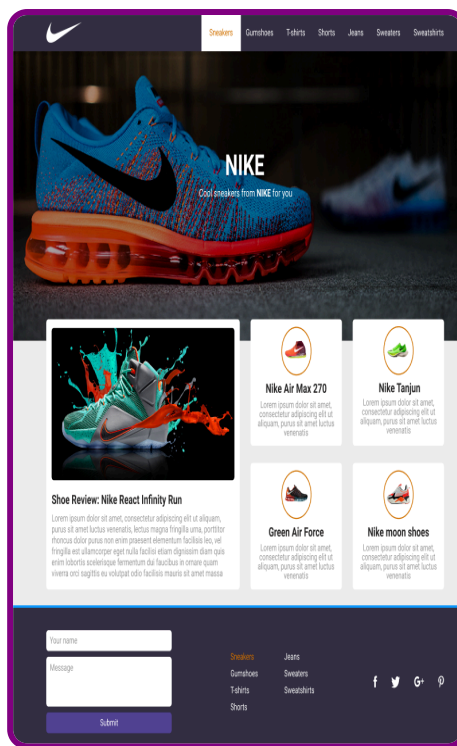 Sneakers Gumshoes T-shirts Shorts Jeans Sweaters Sweatshirts
NIKE
Cool sneakers from NIKE for you
Shoe Review: Nike React Infinity Run
Lorem ipsum dolor sit amet, consectetur adipiscing elit ut aliquam,
purus sit amet luctus venenatis, lectus magna fringilla urna, porttitor
rhoncus dolor purus non enim praesent elementum facilisis leo, vel
fringilla est ullamcorper eget nulla facilisi etiam dignissim diam quis
enim lobortis scelerisque fermentum dui faucibus in ornare quam
viverra orci sagittis eu volutpat odio facilisis mauris sit amet massa
Nike Air Max 270
Lorem ipsum dolor sit amet,
consectetur adipiscing elit ut
aliquam, purus sit amet luctus
venenatis
Nike Tanjun
Lorem ipsum dolor sit amet,
consectetur adipiscing elit ut
aliquam, purus sit amet luctus
venenatis
Green Air Force
Lorem ipsum dolor sit amet,
consectetur adipiscing elit ut
aliquam, purus sit amet luctus
venenatis
Nike moon shoes
Lorem ipsum dolor sit amet,
consectetur adipiscing elit ut
aliquam, purus sit amet luctus
venenatis
Your name
Message
Submit
Sneakers
Gumshoes
T-shirts
Shorts
Jeans
Sweaters
Sweatshirts